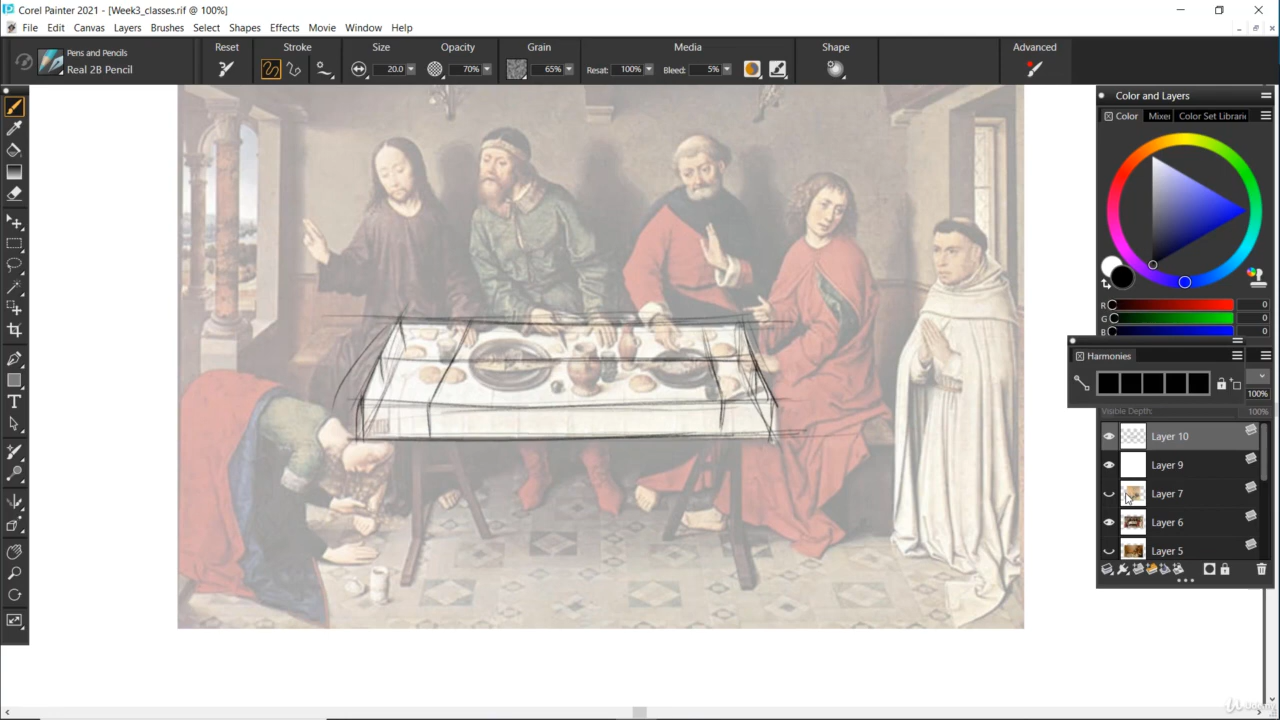 Corel Painter 2021 - [Week3_classes.rif @ 100%]
File Edit Canvas Layers Brushes Select Shapes Effects Movie Window Help
Pens and Pencils
Real 2B Pencil
Reset Stroke Size Opacity Grain Media Shape Advanced
20.0 70% 65% Resat: 100% Bleed: 5%
Color and Layers
Color Mixer Color Set Librari
R 0
G 0
B 0
Harmonies
100%
Visible Depth: 100%
Layer 10
Layer 9
Layer 7
Layer 6
Layer 5
Udemy